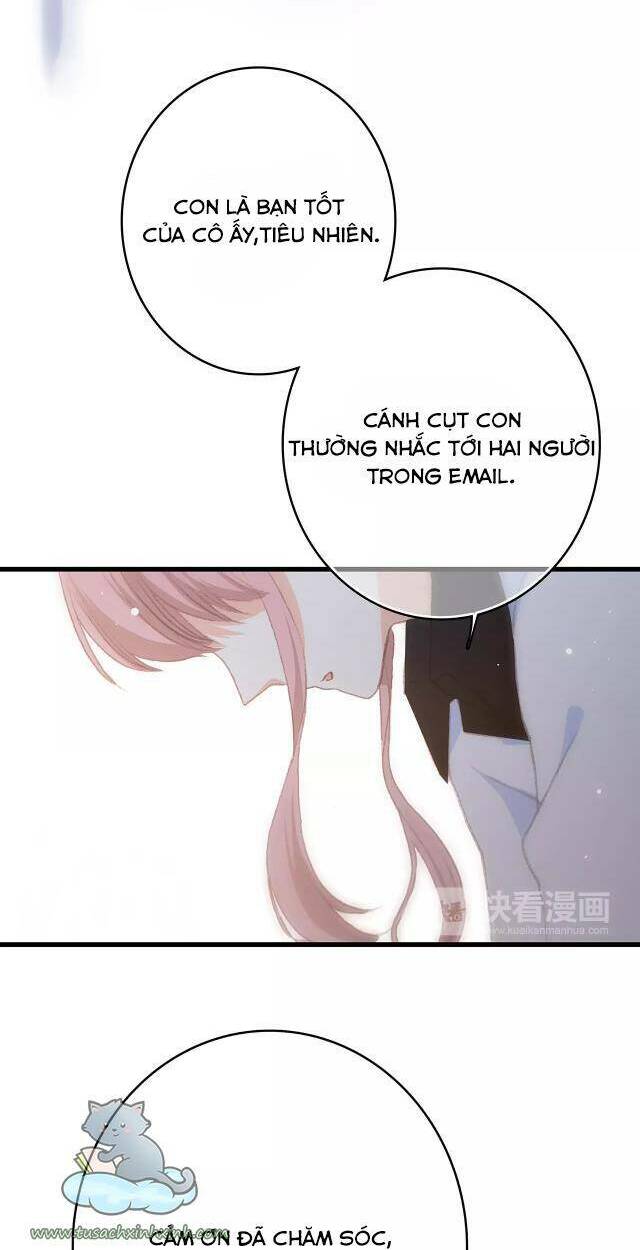 CON LÀ BẠN TỐT
CỦA CÔ ẤY,TIÊU NHIÊN.
CÁNH CỤT CON
THƯỜNG NHẮC TỚI HAI NGƯỜI
TRONG EMAIL.
快看漫画
www.kuaikanmanhua.com
CẢM ƠN ĐÃ CHĂM SÓC,
www.tusachxinhxinh.com